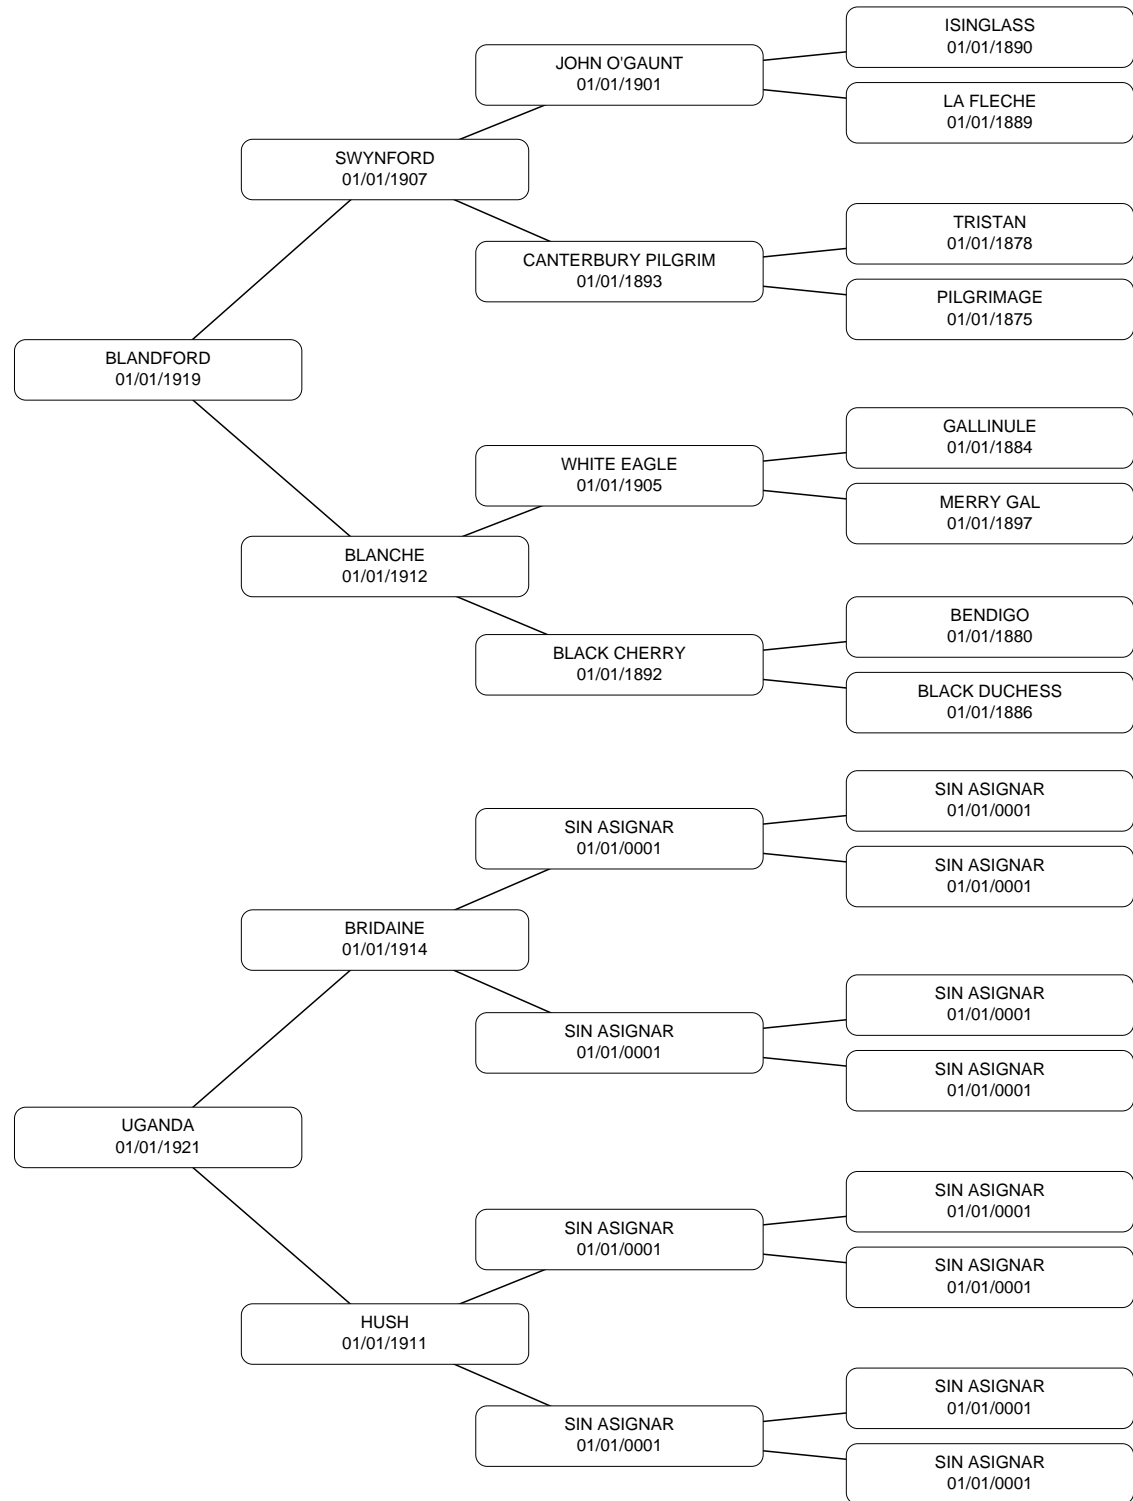 ISINGLASS
01/01/1890
JOHN O'GAUNT
01/01/1901
LA FLECHE
01/01/1889
SWYNFORD
01/01/1907
TRISTAN
01/01/1878
CANTERBURY PILGRIM
01/01/1893
PILGRIMAGE
01/01/1875
BLANDFORD
01/01/1919
GALLINULE
01/01/1884
WHITE EAGLE
01/01/1905
MERRY GAL
01/01/1897
BLANCHE
01/01/1912
BENDIGO
01/01/1880
BLACK CHERRY
01/01/1892
BLACK DUCHESS
01/01/1886
SIN ASIGNAR
01/01/0001
SIN ASIGNAR
01/01/0001
SIN ASIGNAR
01/01/0001
BRIDAINE
01/01/1914
SIN ASIGNAR
01/01/0001
SIN ASIGNAR
01/01/0001
SIN ASIGNAR
01/01/0001
UGANDA
01/01/1921
SIN ASIGNAR
01/01/0001
SIN ASIGNAR
01/01/0001
SIN ASIGNAR
01/01/0001
HUSH
01/01/1911
SIN ASIGNAR
01/01/0001
SIN ASIGNAR
01/01/0001
SIN ASIGNAR
01/01/0001